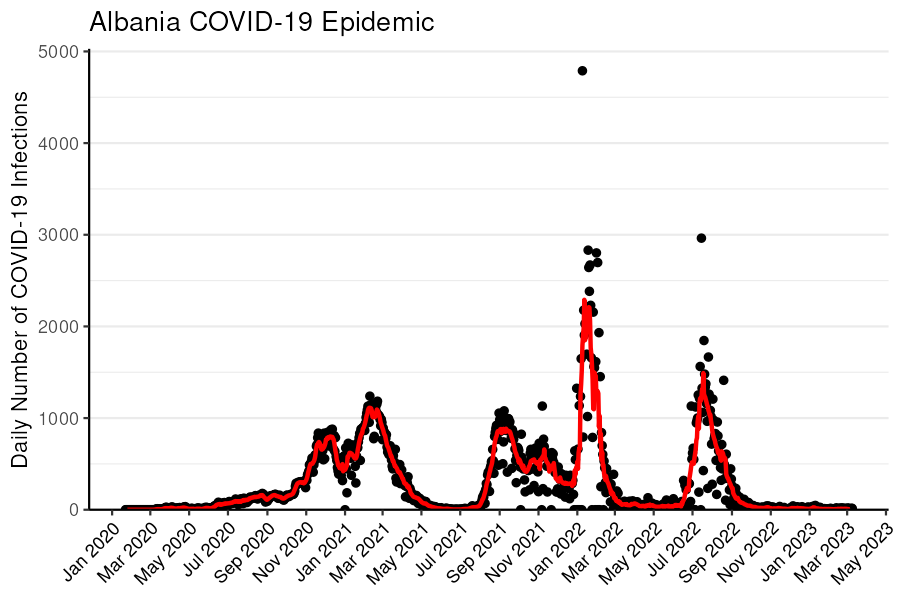 Albania COVID-19 Epidemic
Daily Number of COVID-19 Infections
5000
4000
3000
2000
1000
0
Jan 2020
Mar 2020
May 2020
Jul 2020
Sep 2020
Nov 2020
Jan 2021
Mar 2021
May 2021
Jul 2021
Sep 2021
Nov 2021
Jan 2022
Mar 2022
May 2022
Jul 2022
Sep 2022
Nov 2022
Jan 2023
Mar 2023
May 2023